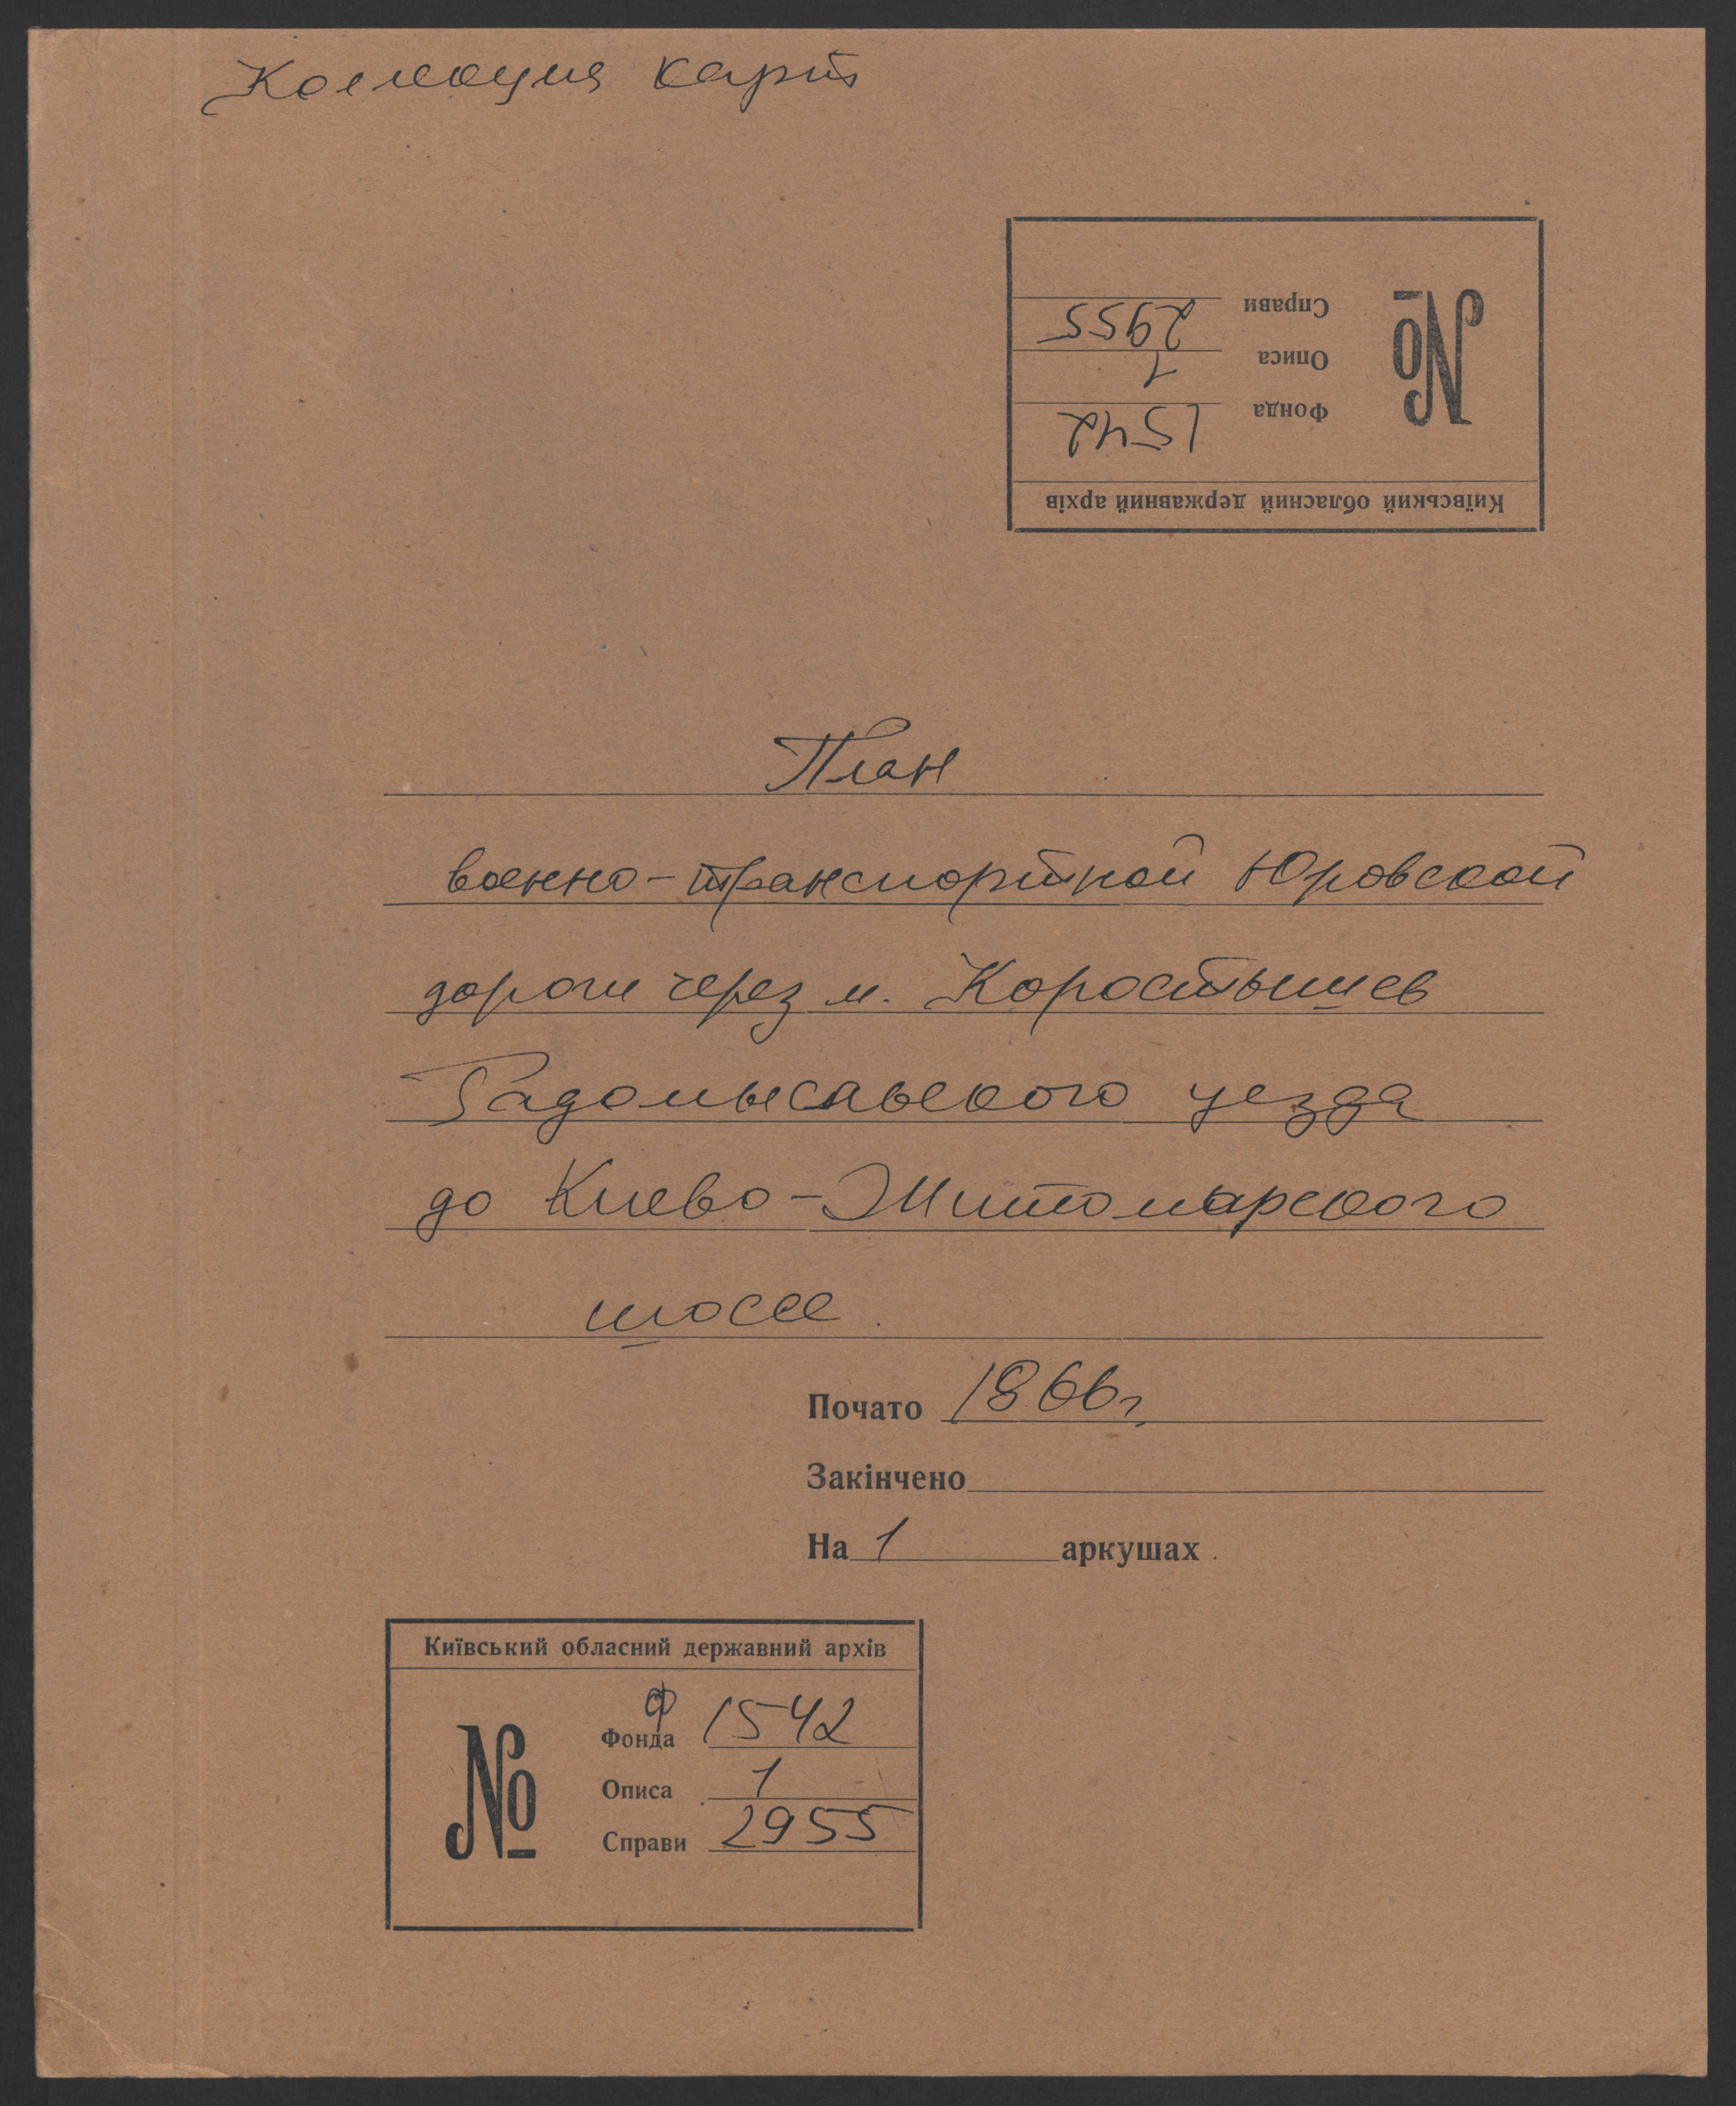 Коллекция карт
Київський обласний державний архів
№
Фонда 1542
Описа 1
Справи 2955
План
военно-транспортной Юровской
дороги через м. Коростышев
Радомысльского уезда
до Киево-Житомирского
шоссе.
Почато 1866 г.
Закінчено
На 1 аркушах.
Київський обласний державний архів
№
ф
Фонда 1542
Описа 1
Справи 2955